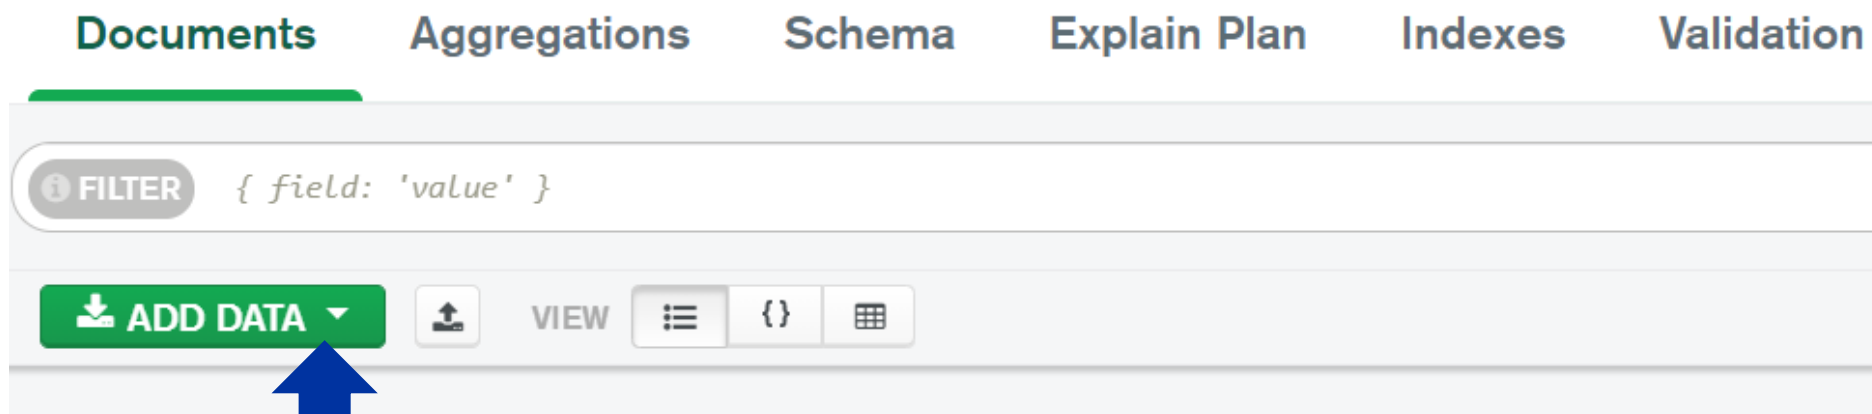 Documents Aggregations Schema Explain Plan Indexes Validation
FILTER { field: 'value' }
ADD DATA VIEW {}